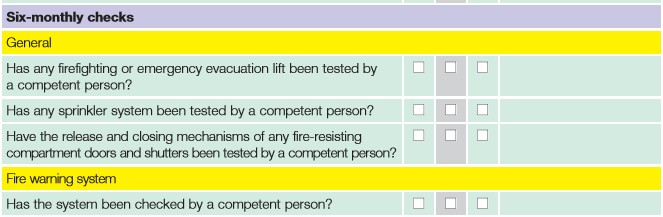 Six-monthly checks
General
Has any firefighting or emergency evacuation lift been tested by
a competent person?
Has any sprinkler system been tested by a competent person?
Have the release and closing mechanisms of any fire-resisting
compartment doors and shutters been tested by a competent person?
Fire warning system
Has the system been checked by a competent person?